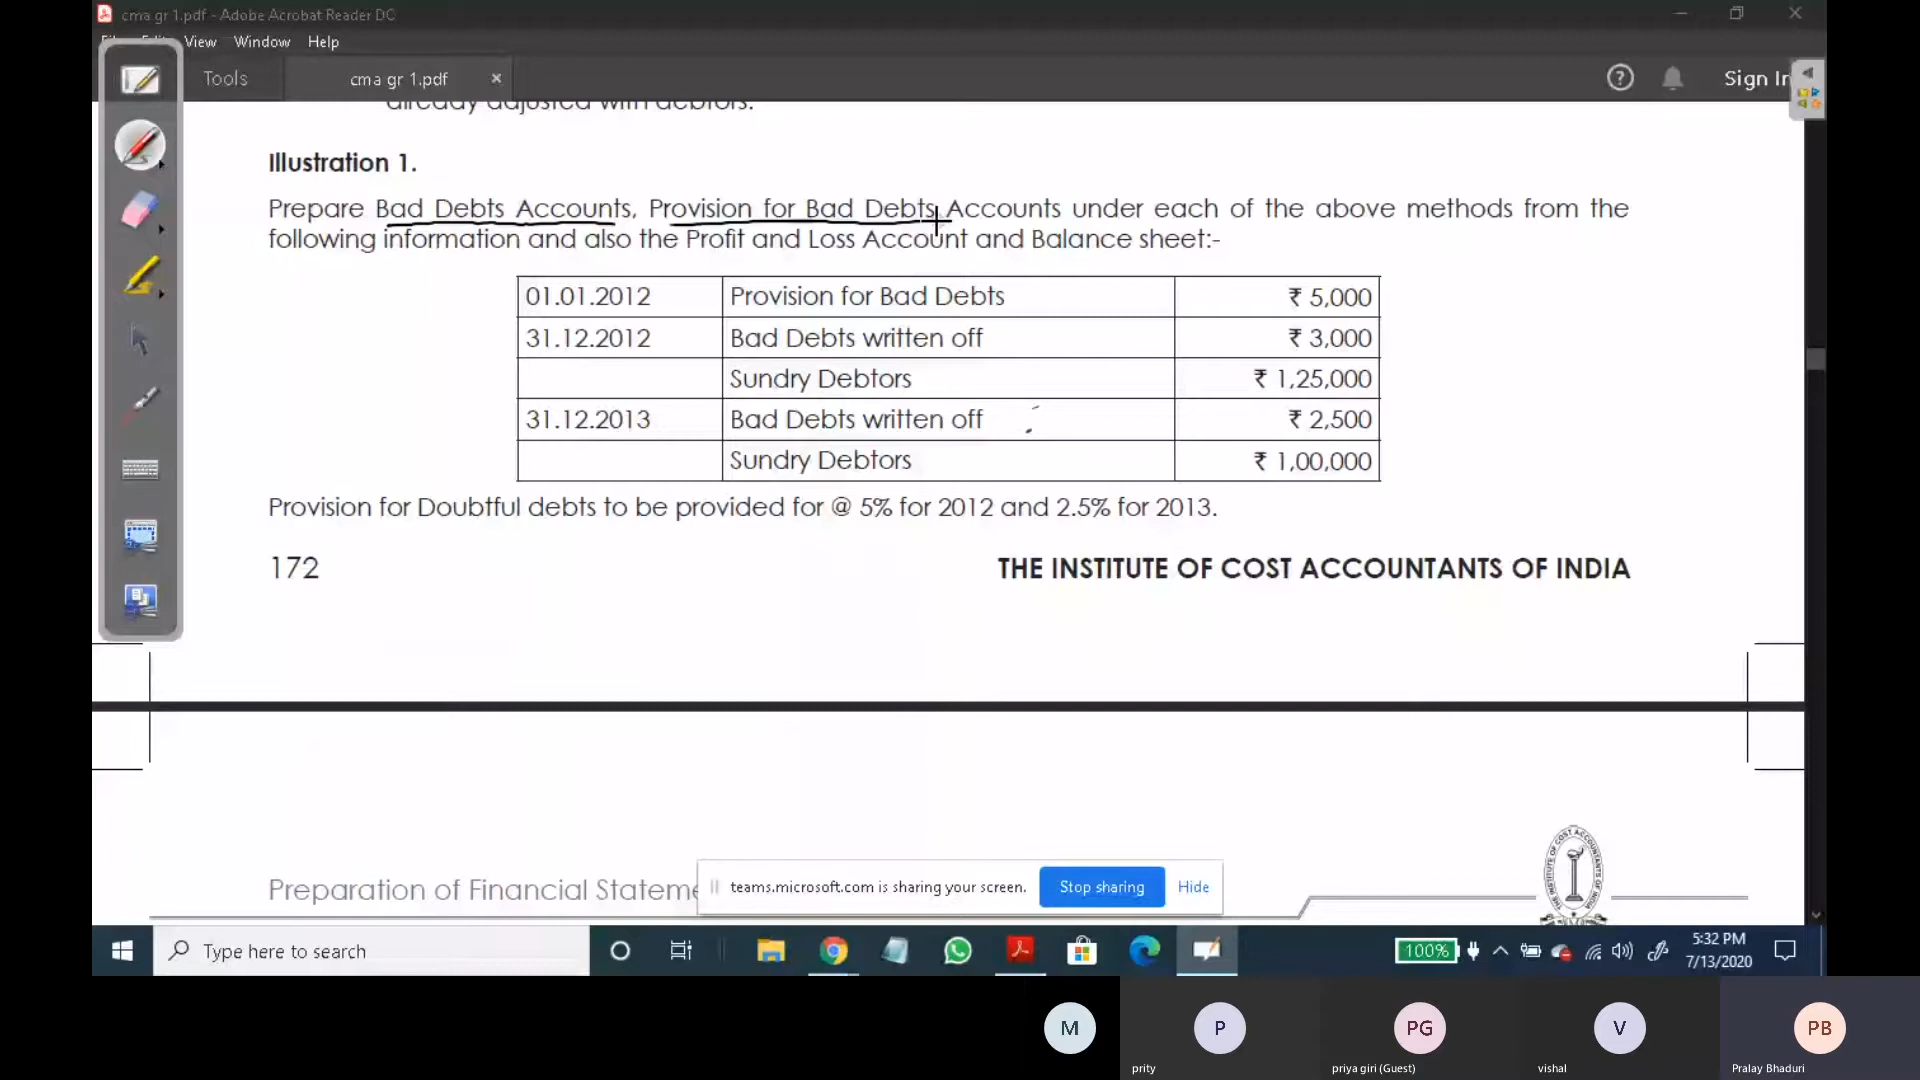 cma gr 1.pdf - Adobe Acrobat Reader DC
View Window Help
Tools cma gr 1.pdf × Sign In
already adjusted with debtors.
Illustration 1.
Prepare Bad Debts Accounts, Provision for Bad Debts Accounts under each of the above methods from the
following information and also the Profit and Loss Account and Balance sheet:-
01.01.2012 Provision for Bad Debts ₹ 5,000
31.12.2012 Bad Debts written off ₹ 3,000
Sundry Debtors ₹ 1,25,000
31.12.2013 Bad Debts written off ₹ 2,500
Sundry Debtors ₹ 1,00,000
Provision for Doubtful debts to be provided for @ 5% for 2012 and 2.5% for 2013.
172 THE INSTITUTE OF COST ACCOUNTANTS OF INDIA
Preparation of Financial Stateme
teams.microsoft.com is sharing your screen. Stop sharing Hide
Type here to search
100%
5:32 PM
7/13/2020
M P PG V PB
prity priya giri (Guest) vishal Pralay Bhaduri